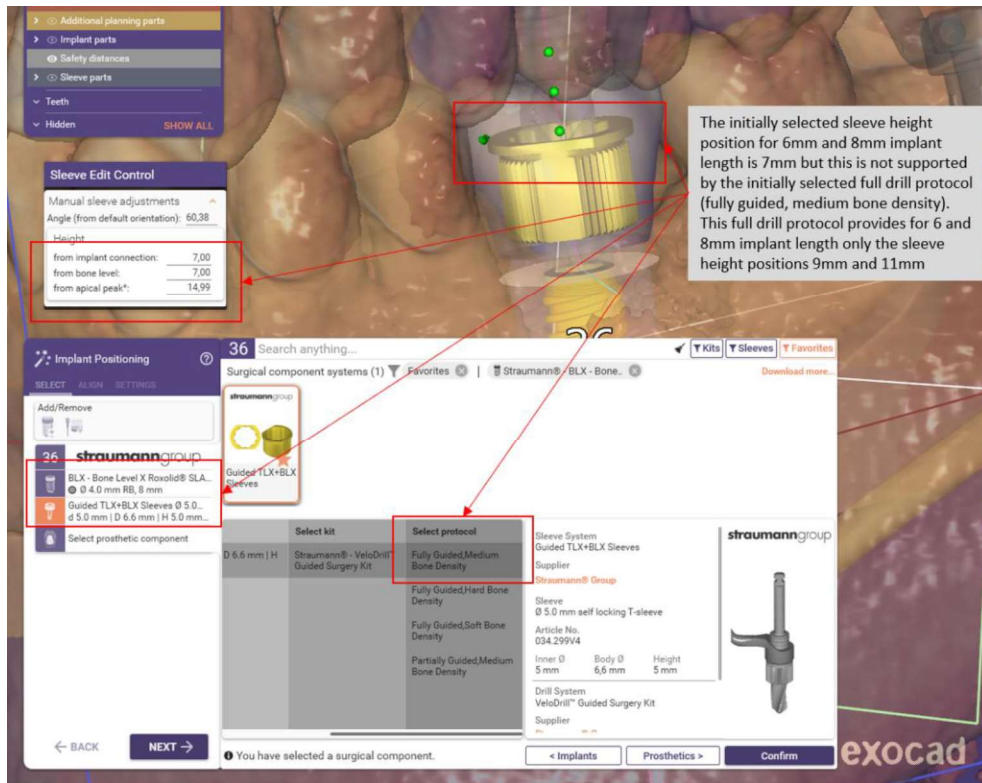 Additional planning parts
Implant parts
Safety distances
Sleeve parts
Teeth
Hidden SHOW ALL
Sleeve Edit Control
Manual sleeve adjustments
Angle (from default orientation): 60,38
Height
from implant connection: 7,00
from bone level: 7,00
from apical peak*: 14,99
The initially selected sleeve height
position for 6mm and 8mm implant
length is 7mm but this is not supported
by the initially selected full drill protocol
(fully guided, medium bone density).
This full drill protocol provides for 6 and
8mm implant length only the sleeve
height positions 9mm and 11mm
Implant Positioning
SELECT ALIGN SETTINGS
Add/Remove
36 straumanngroup
BLX - Bone Level X Roxolid® SLA...
Ø 4.0 mm RB, 8 mm
Guided TLX+BLX Sleeves Ø 5.0...
d 5.0 mm | D 6.6 mm | H 5.0 mm...
Select prosthetic component
BACK NEXT
36 Search anything... Kits Sleeves Favorites
Surgical component systems (1) Favorites | Straumann® - BLX - Bone.. Download more...
straumanngroup
Guided TLX+BLX
Sleeves
Select kit Select protocol
D 6.6 mm | H Straumann® - VeloDrill™
Guided Surgery Kit
Fully Guided,Medium
Bone Density
Fully Guided,Hard Bone
Density
Fully Guided,Soft Bone
Density
Partially Guided,Medium
Bone Density
Sleeve System
Guided TLX+BLX Sleeves
Supplier
Straumann® Group
Sleeve
Ø 5.0 mm self locking T-sleeve
Article No.
034.299V4
Inner Ø Body Ø Height
5 mm 6,6 mm 5 mm
Drill System
VeloDrill™ Guided Surgery Kit
Supplier
straumanngroup
You have selected a surgical component.
< Implants Prosthetics > Confirm
exocad